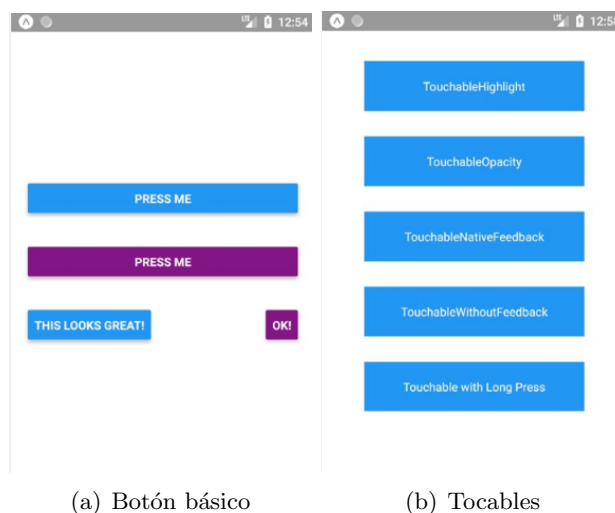 12:54
PRESS ME
PRESS ME
THIS LOOKS GREAT!
OK!
(a) Botón básico
TouchableHighlight
TouchableOpacity
TouchableNativeFeedback
TouchableWithoutFeedback
Touchable with Long Press
(b) Tocables